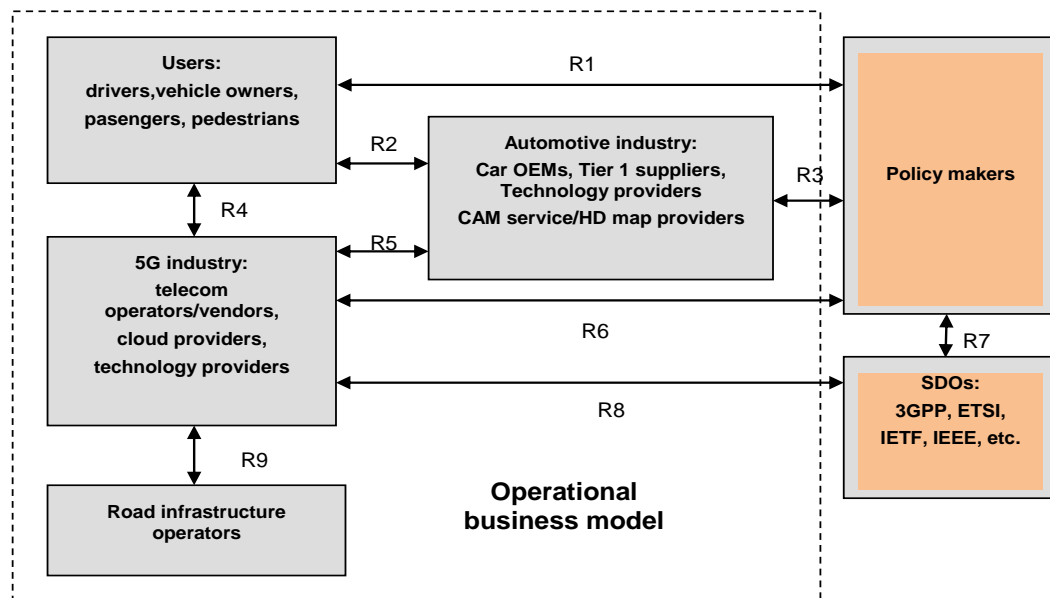 Users:
drivers,vehicle owners,
pasengers, pedestrians
R1
R2
Automotive industry:
Car OEMs, Tier 1 suppliers,
Technology providers
CAM service/HD map providers
R3
Policy makers
R4
R5
5G industry:
telecom
operators/vendors,
cloud providers,
technology providers
R6
R7
R8
SDOs:
3GPP, ETSI,
IETF, IEEE, etc.
R9
Road infrastructure
operators
Operational
business model